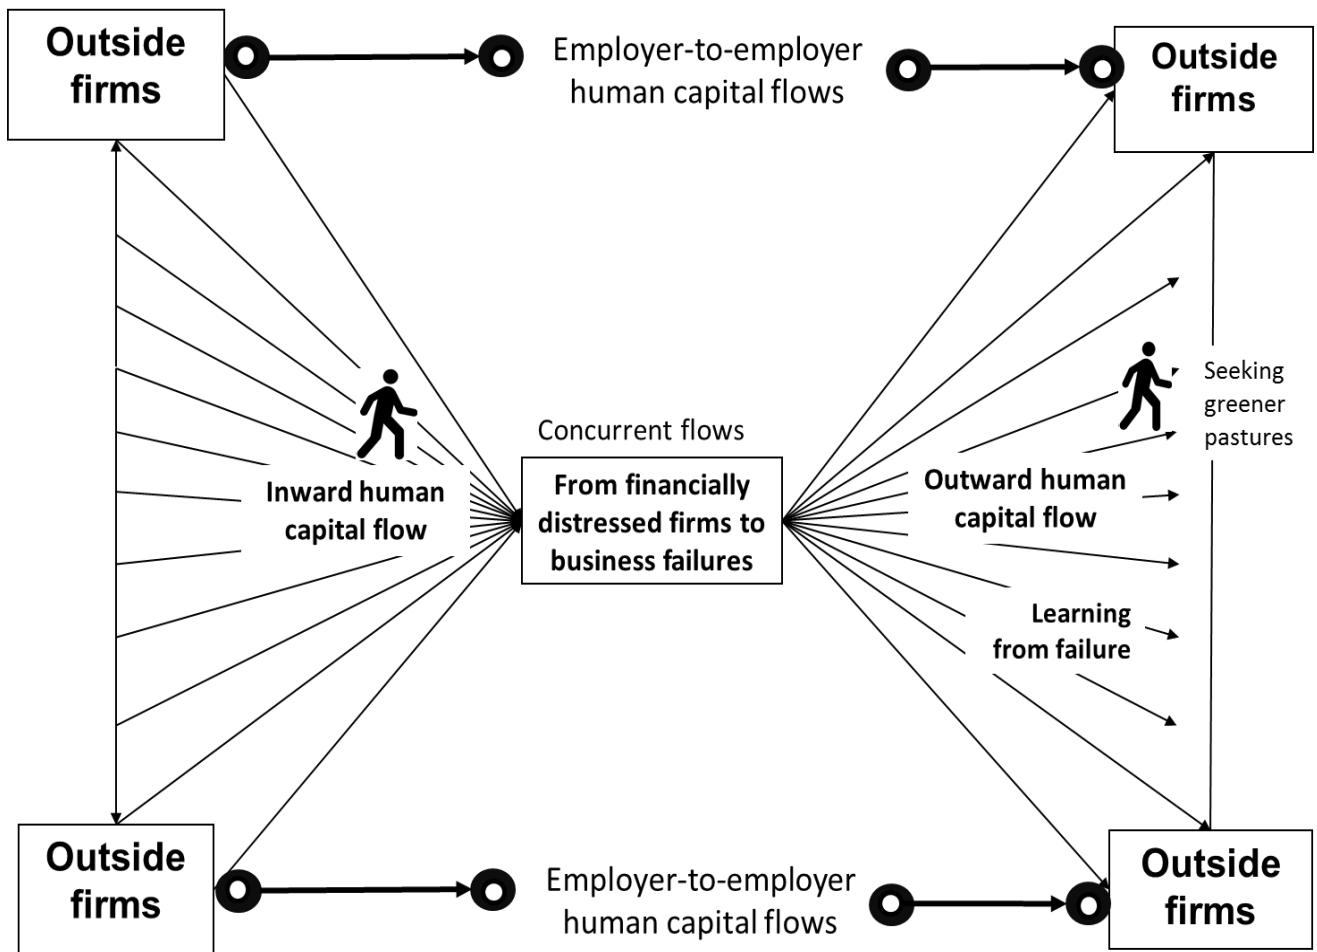 Outside
firms
Employer-to-employer
human capital flows
Outside
firms
Seeking
greener
pastures
Concurrent flows
Inward human
capital flow
From financially
distressed firms to
business failures
Outward human
capital flow
Learning
from failure
Outside
firms
Employer-to-employer
human capital flows
Outside
firms